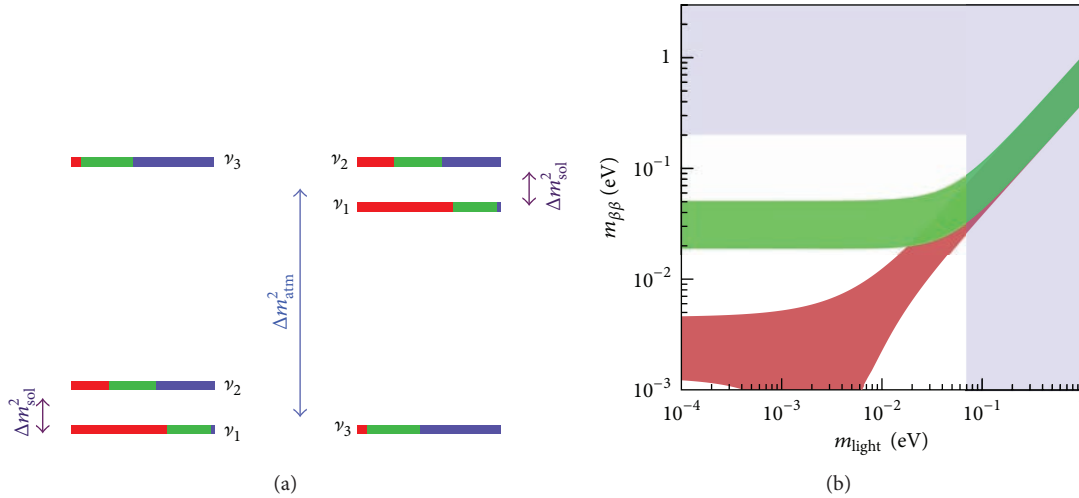 ν₃
ν₂
ν₁
Δm²sol
Δm²atm
ν₂
ν₁
Δm²sol
ν₃
(a)
1
10⁻¹
10⁻²
10⁻³
mββ (eV)
10⁻⁴ 10⁻³ 10⁻² 10⁻¹
mlight (eV)
(b)